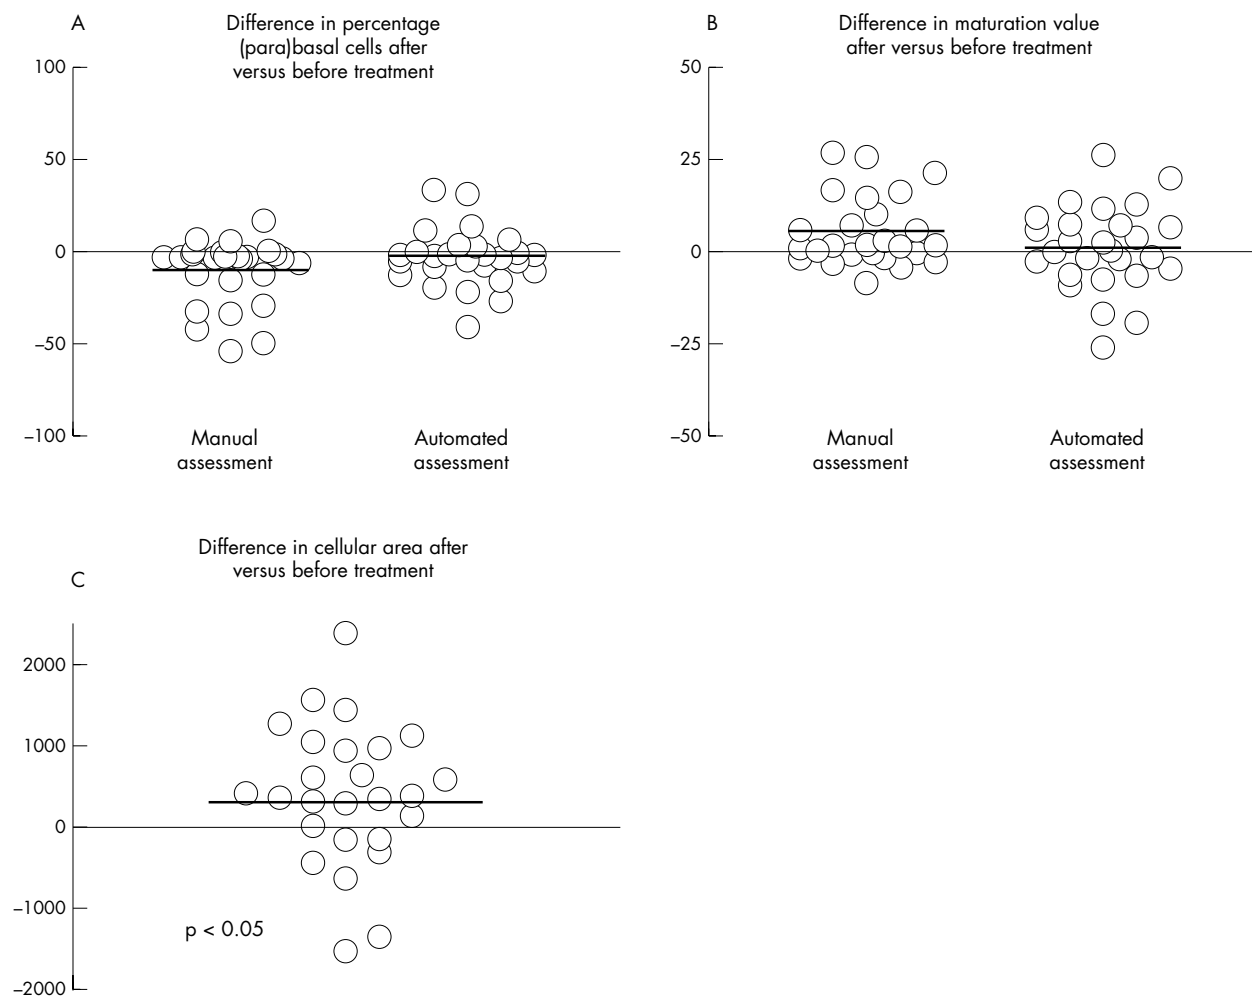 A
Difference in percentage
(para)basal cells after
versus before treatment
100
50
0
–50
–100
Manual
assessment
Automated
assessment
B
Difference in maturation value
after versus before treatment
50
25
0
–25
–50
Manual
assessment
Automated
assessment
C
Difference in cellular area after
versus before treatment
2000
1000
0
–1000
–2000
p < 0.05